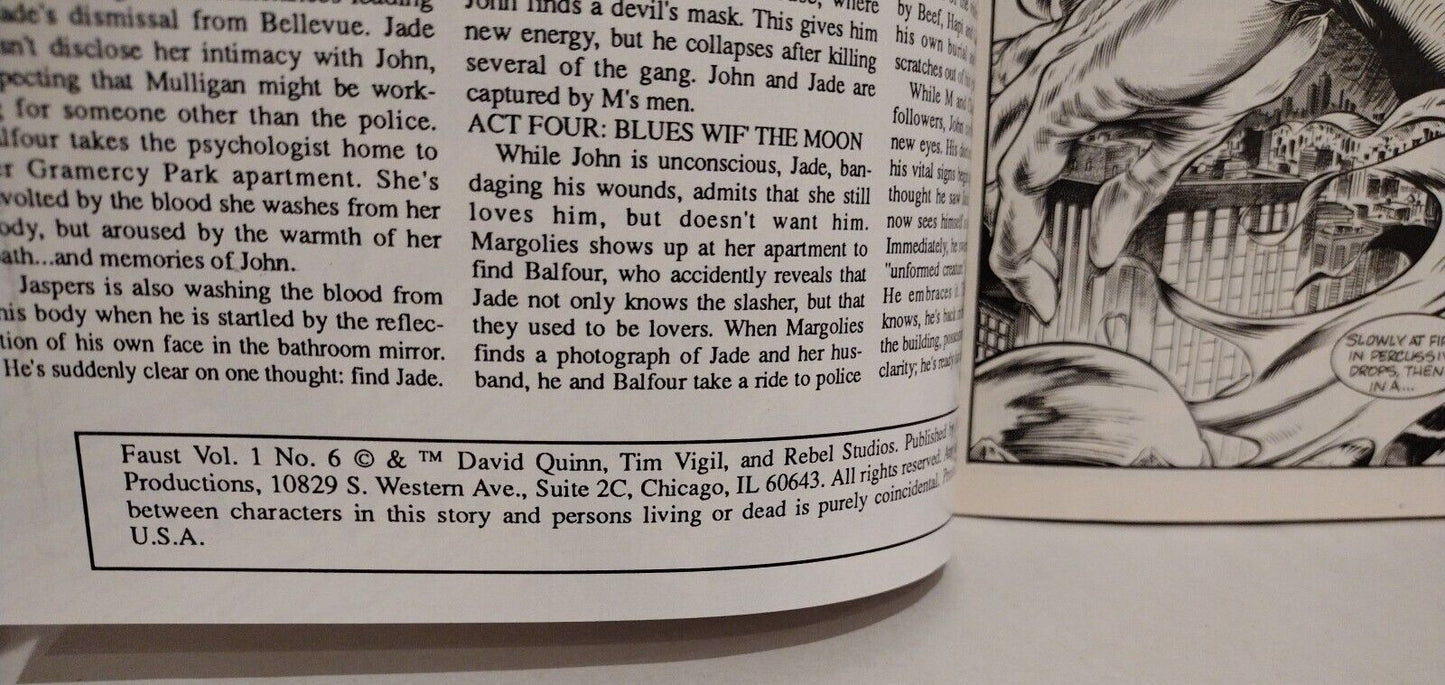 dismissal from Bellevue. Jade
disclose her intimacy with John,
that Mulligan might be work-
for someone other than the police.
takes the psychologist home to
Gramercy Park apartment. She's
by the blood she washes from her
but aroused by the warmth of her
...and memories of John.
Jaspers is also washing the blood from
his body when he is startled by the reflec-
tion of his own face in the bathroom mirror.
He's suddenly clear on one thought: find Jade.
John finds a devil's mask. This gives him
new energy, but he collapses after killing
several of the gang. John and Jade are
captured by M's men.
ACT FOUR: BLUES WIF' THE MOON
While John is unconscious, Jade, ban-
daging his wounds, admits that she still
loves him, but doesn't want him.
Margolies shows up at her apartment to
find Balfour, who accidently reveals that
Jade not only knows the slasher, but that
they used to be lovers. When Margolies
finds a photograph of Jade and her hus-
band, he and Balfour take a ride to police
by Beef, Hapi
his own burial
scratches out of
While M and
followers, John
new eyes. His
his vital signs
thought he saw
now sees himself
Immediately, he
"unformed
He embraces
knows, he's back
the building,
clarity; he's ready
Faust Vol. 1 No. 6 © & ™ David Quinn, Tim Vigil, and Rebel Studios. Published
Productions, 10829 S. Western Ave., Suite 2C, Chicago, IL 60643. All rights reserved.
between characters in this story and persons living or dead is purely coincidental.
U.S.A.
SLOWLY AT
IN
DROPS, THEN
IN A...